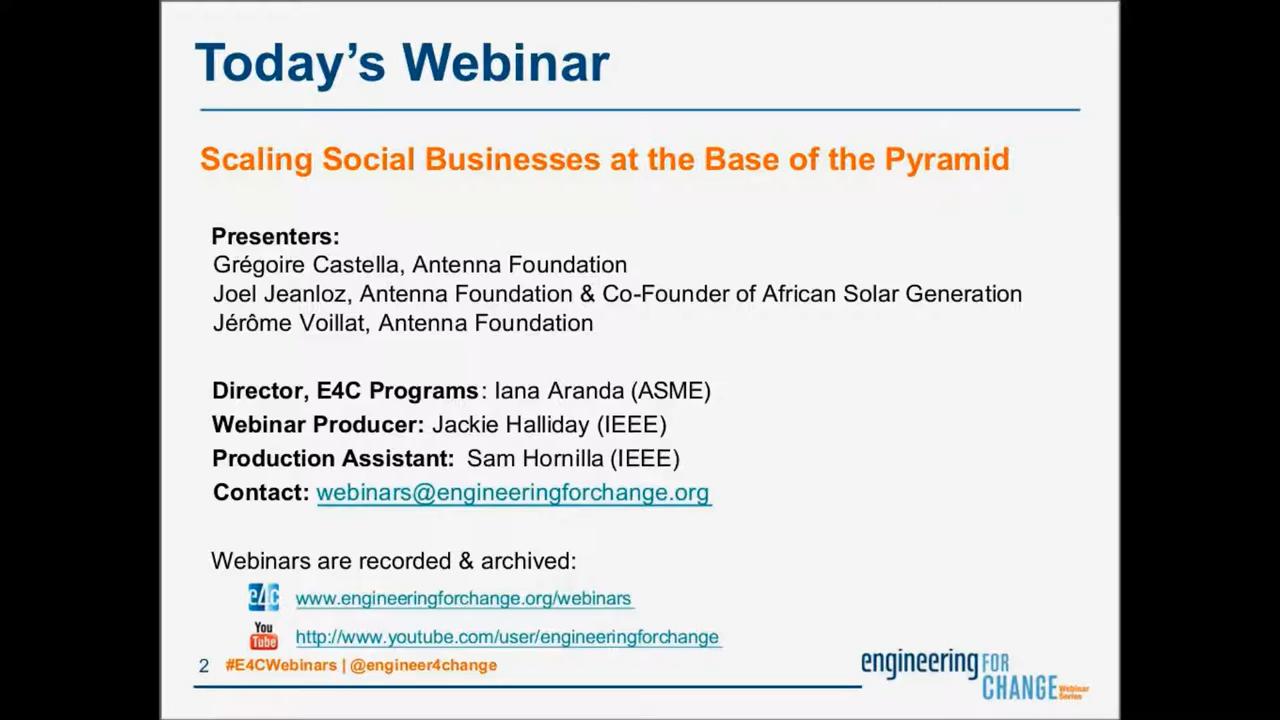 Today’s Webinar
Scaling Social Businesses at the Base of the Pyramid
Presenters:
Grégoire Castella, Antenna Foundation
Joel Jeanloz, Antenna Foundation & Co-Founder of African Solar Generation
Jérôme Voillat, Antenna Foundation
Director, E4C Programs: Iana Aranda (ASME)
Webinar Producer: Jackie Halliday (IEEE)
Production Assistant: Sam Hornilla (IEEE)
Contact: webinars@engineeringforchange.org
Webinars are recorded & archived:
e4c www.engineeringforchange.org/webinars
You Tube http://www.youtube.com/user/engineeringforchange
2 #E4CWebinars | @engineer4change
engineering FOR
CHANGE Webinar Series